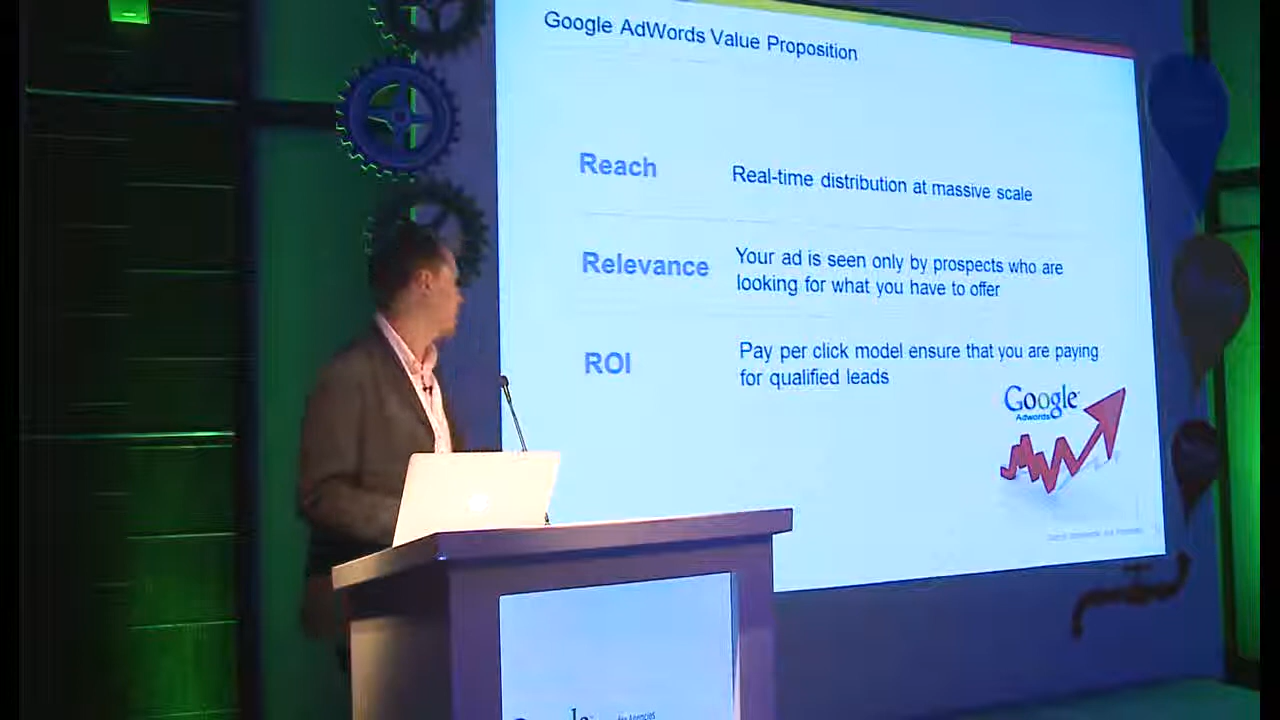 Google AdWords Value Proposition
Reach
Real-time distribution at massive scale
Relevance
Your ad is seen only by prospects who are
looking for what you have to offer
ROI
Pay per click model ensure that you are paying
for qualified leads
Google
Adwords
Agencies